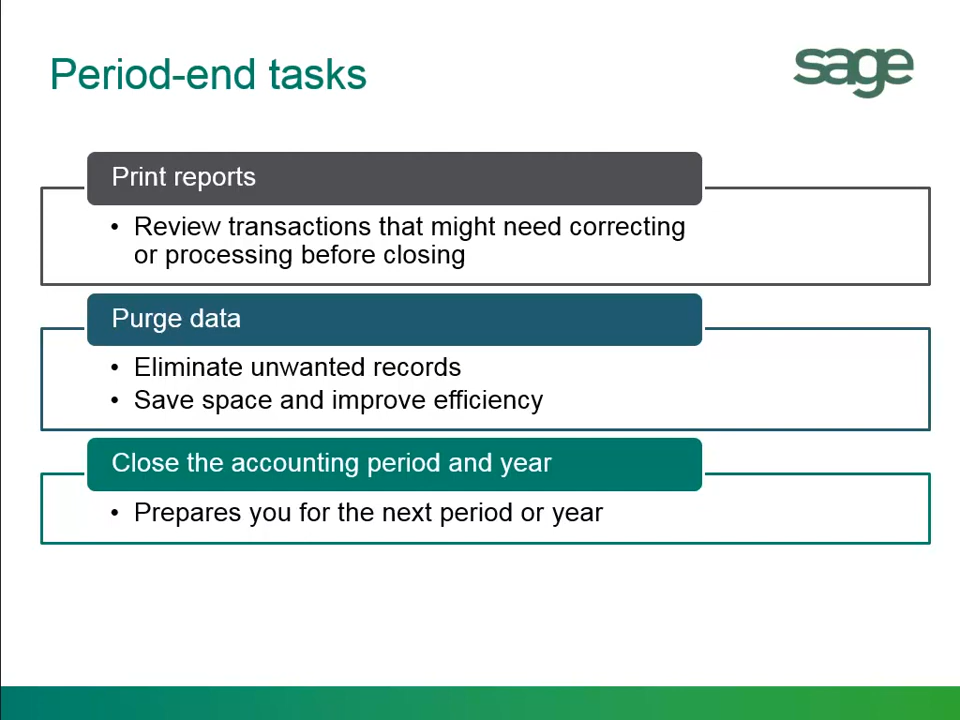 Period-end tasks
sage
Print reports
• Review transactions that might need correcting
or processing before closing
Purge data
• Eliminate unwanted records
• Save space and improve efficiency
Close the accounting period and year
• Prepares you for the next period or year